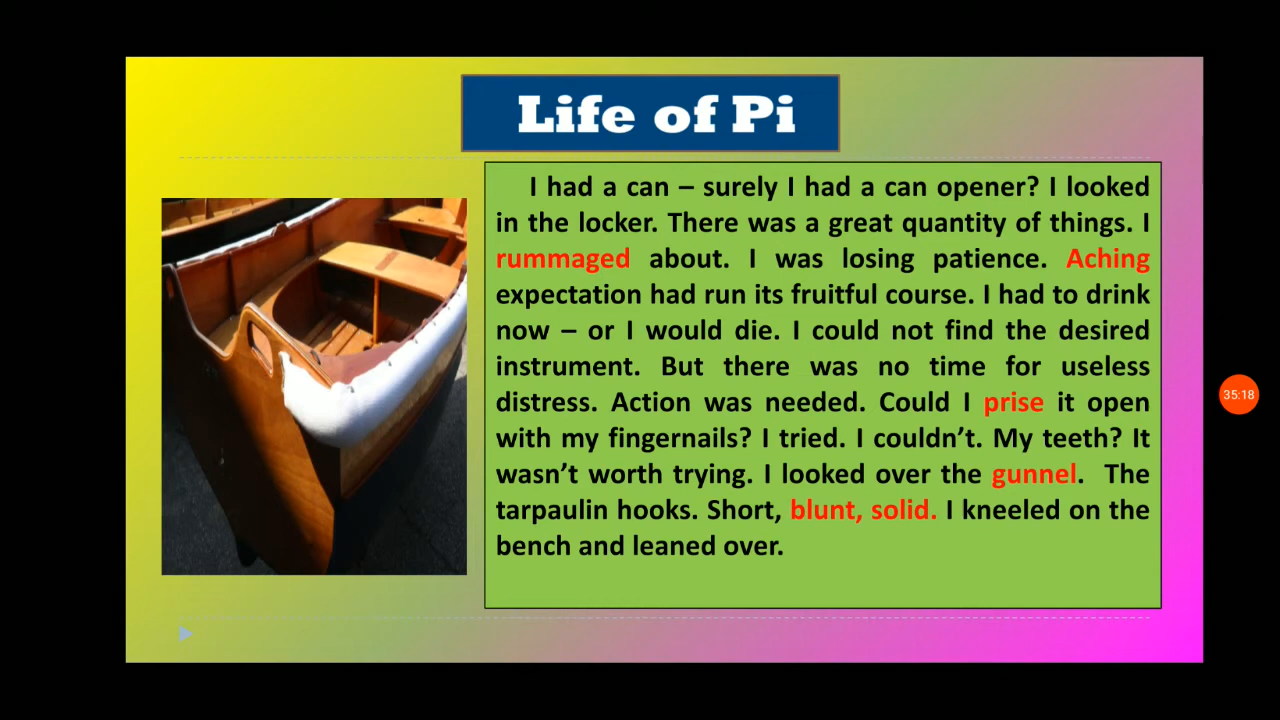 Life of Pi
I had a can – surely I had a can opener? I looked
in the locker. There was a great quantity of things. I
rummaged about. I was losing patience. Aching
expectation had run its fruitful course. I had to drink
now – or I would die. I could not find the desired
instrument. But there was no time for useless
distress. Action was needed. Could I prise it open
with my fingernails? I tried. I couldn’t. My teeth? It
wasn’t worth trying. I looked over the gunnel. The
tarpaulin hooks. Short, blunt, solid. I kneeled on the
bench and leaned over.
35:18